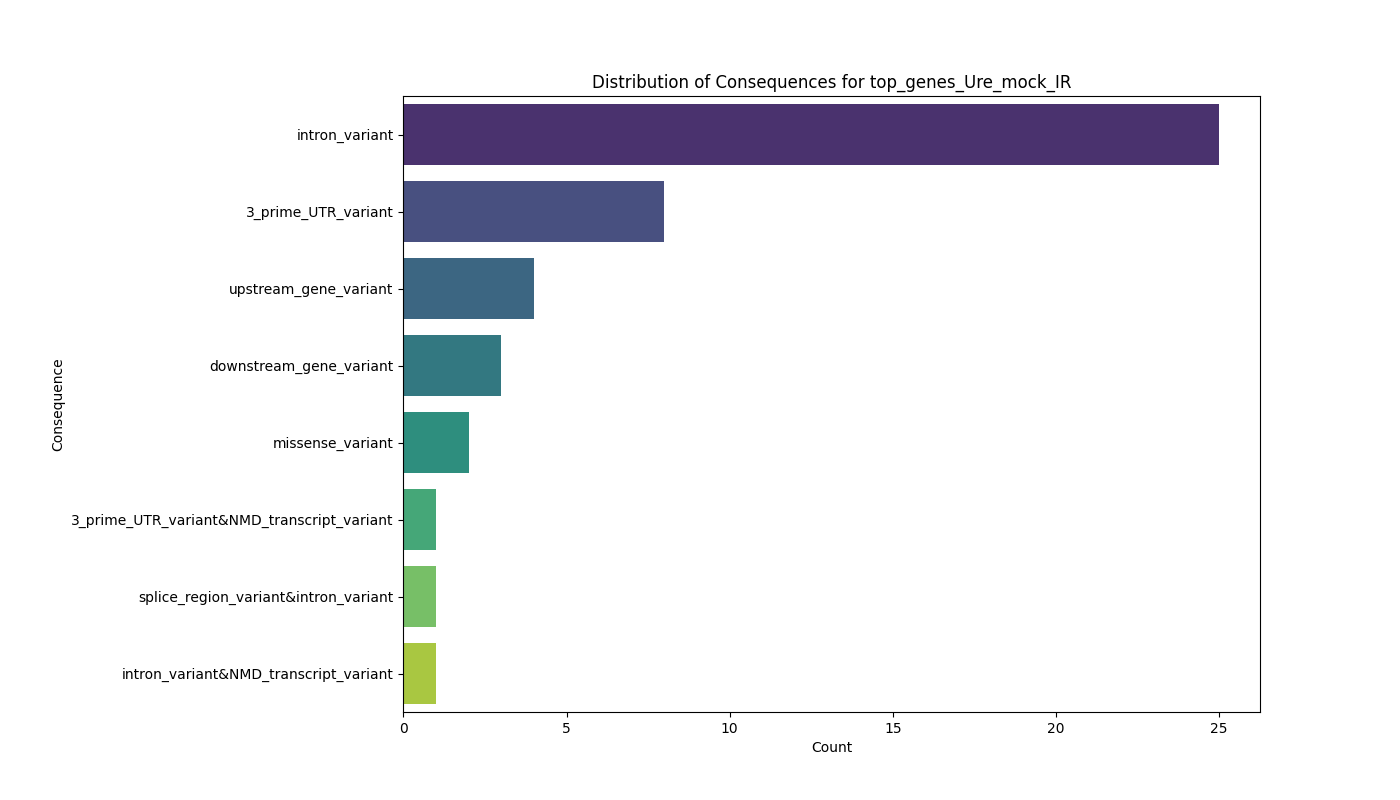 Distribution of Consequences for top_genes_Ure_mock_IR
Consequence
intron_variant
3_prime_UTR_variant
upstream_gene_variant
downstream_gene_variant
missense_variant
3_prime_UTR_variant&NMD_transcript_variant
splice_region_variant&intron_variant
intron_variant&NMD_transcript_variant
0 5 10 15 20 25
Count